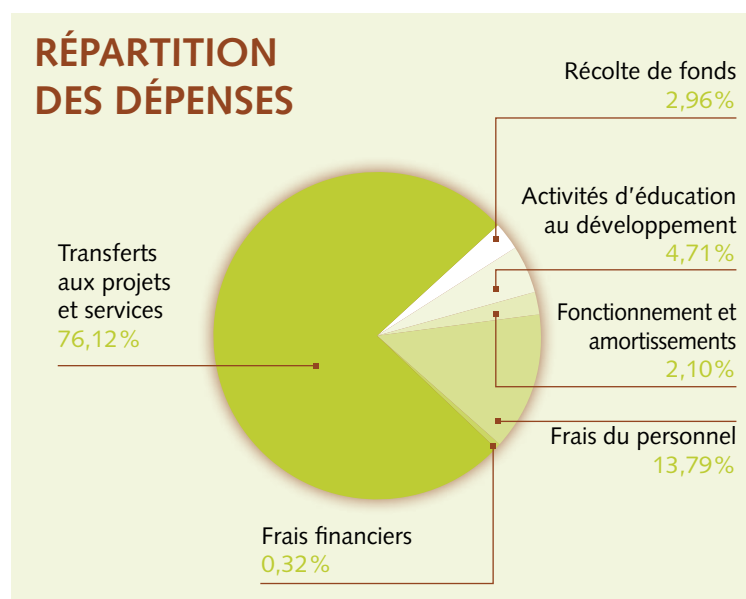 RÉPARTITION
DES DÉPENSES
Récolte de fonds
2,96%
Activités d’éducation
au développement
4,71%
Transferts
aux projets
et services
76,12%
Fonctionnement et
amortissements
2,10%
Frais du personnel
13,79%
Frais financiers
0,32%